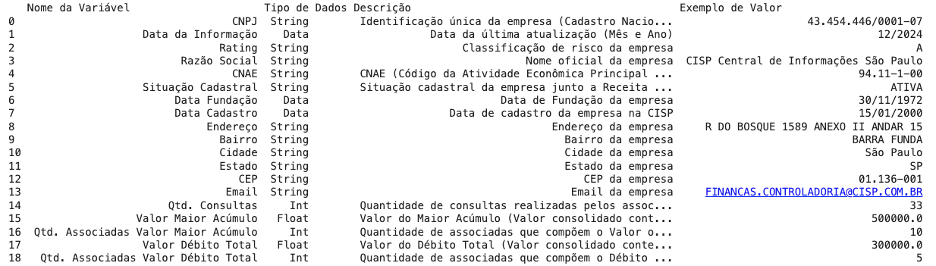 Nome da Variável Tipo de Dados Descrição Exemplo de Valor
0 CNPJ String Identificação única da empresa (Cadastro Nacio... 43.454.446/0001-07
1 Data da Informação Data Data da última atualização (Mês e Ano) 12/2024
2 Rating String Classificação de risco da empresa A
3 Razão Social String Nome oficial da empresa CISP Central de Informações São Paulo
4 CNAE String CNAE (Código da Atividade Econômica Principal ... 94.11-1-00
5 Situação Cadastral String Situação cadastral da empresa junto a Receita ... ATIVA
6 Data Fundação Data Data de Fundação da empresa 30/11/1972
7 Data Cadastro Data Data de cadastro da empresa na CISP 15/01/2000
8 Endereço String Endereço da empresa R DO BOSQUE 1589 ANEXO II ANDAR 15
9 Bairro String Bairro da empresa BARRA FUNDA
10 Cidade String Cidade da empresa São Paulo
11 Estado String Estado da empresa SP
12 CEP String CEP da empresa 01.136-001
13 Email String Email da empresa FINANCAS.CONTROLADORIA@CISP.COM.BR
14 Qtd. Consultas Int Quantidade de consultas realizadas pelos assoc... 33
15 Valor Maior Acúmulo Float Valor do Maior Acúmulo (Valor consolidado cont... 500000.0
16 Qtd. Associadas Valor Maior Acúmulo Int Quantidade de associadas que compõem o Valor o... 10
17 Valor Débito Total Float Valor do Débito Total (Valor consolidado conte... 300000.0
18 Qtd. Associadas Valor Débito Total Int Quantidade de associadas que compõem o Débito ... 5